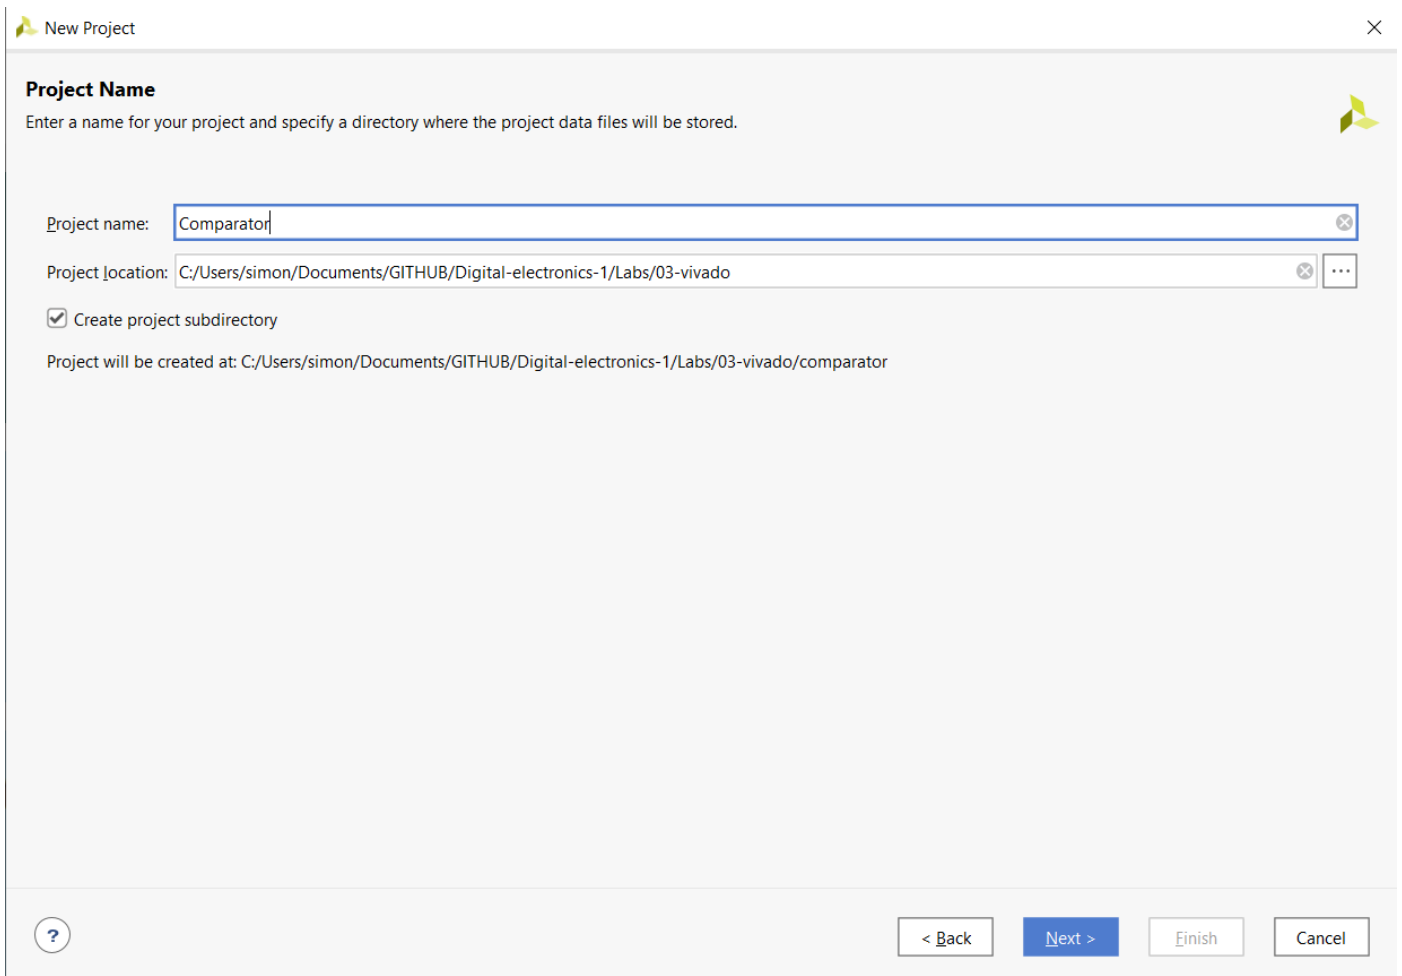 New Project
Project Name
Enter a name for your project and specify a directory where the project data files will be stored.
Project name: Comparator
Project location: C:/Users/simon/Documents/GITHUB/Digital-electronics-1/Labs/03-vivado ...
Create project subdirectory
Project will be created at: C:/Users/simon/Documents/GITHUB/Digital-electronics-1/Labs/03-vivado/comparator
? < Back Next > Finish Cancel